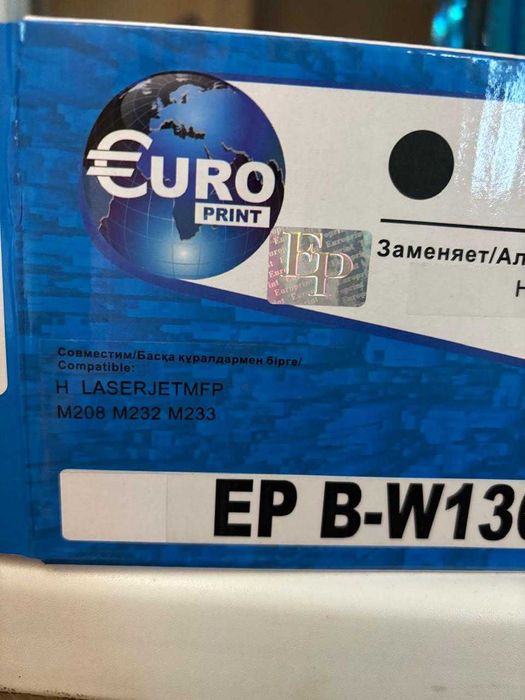 €URO
PRINT
EP
Заменяет/Ал
H
Совместим/Басқа құралдармен бірге/
Compatible:
H LASERJETMFP
M208 M232 M233
EP B-W136